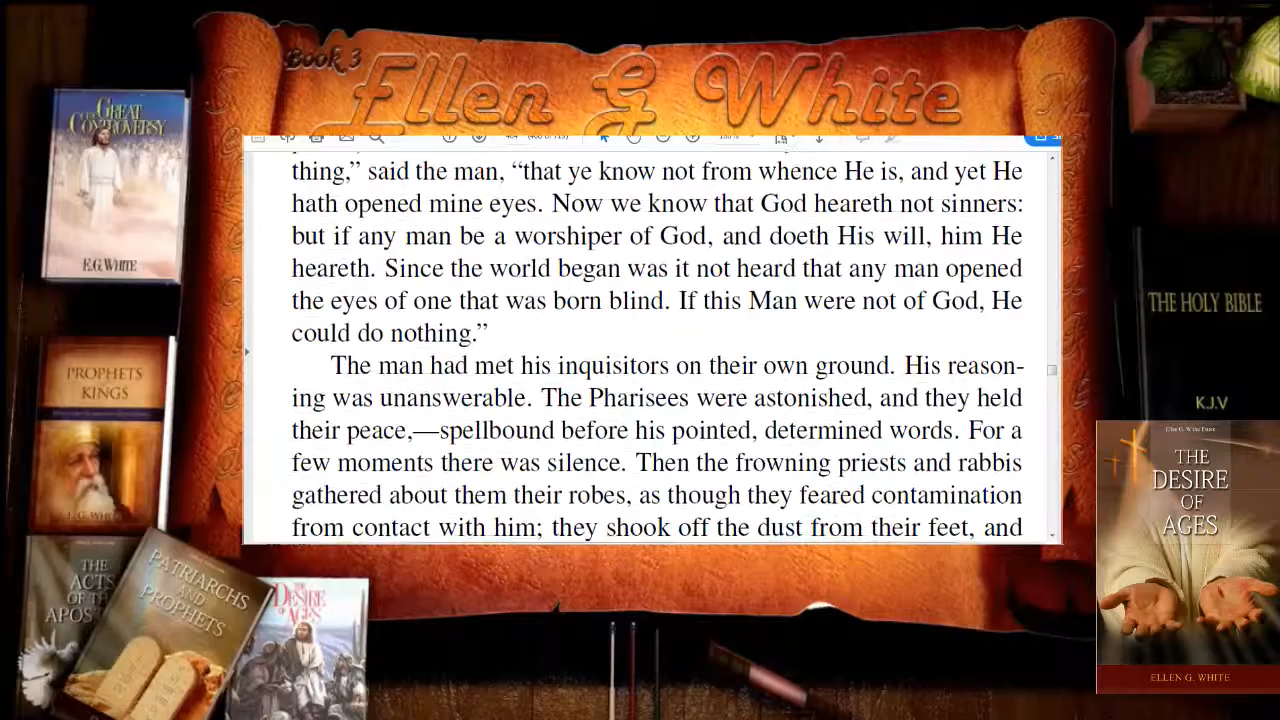 Book 3
Ellen G White
THE GREAT CONTROVERSY
E.G. WHITE
thing,” said the man, “that ye know not from whence He is, and yet He
hath opened mine eyes. Now we know that God heareth not sinners:
but if any man be a worshiper of God, and doeth His will, him He
heareth. Since the world began was it not heard that any man opened
the eyes of one that was born blind. If this Man were not of God, He
could do nothing.”
The man had met his inquisitors on their own ground. His reason-
ing was unanswerable. The Pharisees were astonished, and they held
their peace,—spellbound before his pointed, determined words. For a
few moments there was silence. Then the frowning priests and rabbis
gathered about them their robes, as though they feared contamination
from contact with him; they shook off the dust from their feet, and
THE HOLY BIBLE
K.J.V
PROPHETS
KINGS
E.G. WHITE
THE
ACTS
OF TH
APOST
PATRIARCHS
AND
PROPHETS
THE
DESIRE
OF AGES
THE
DESIRE
OF
AGES
ELLEN G. WHITE